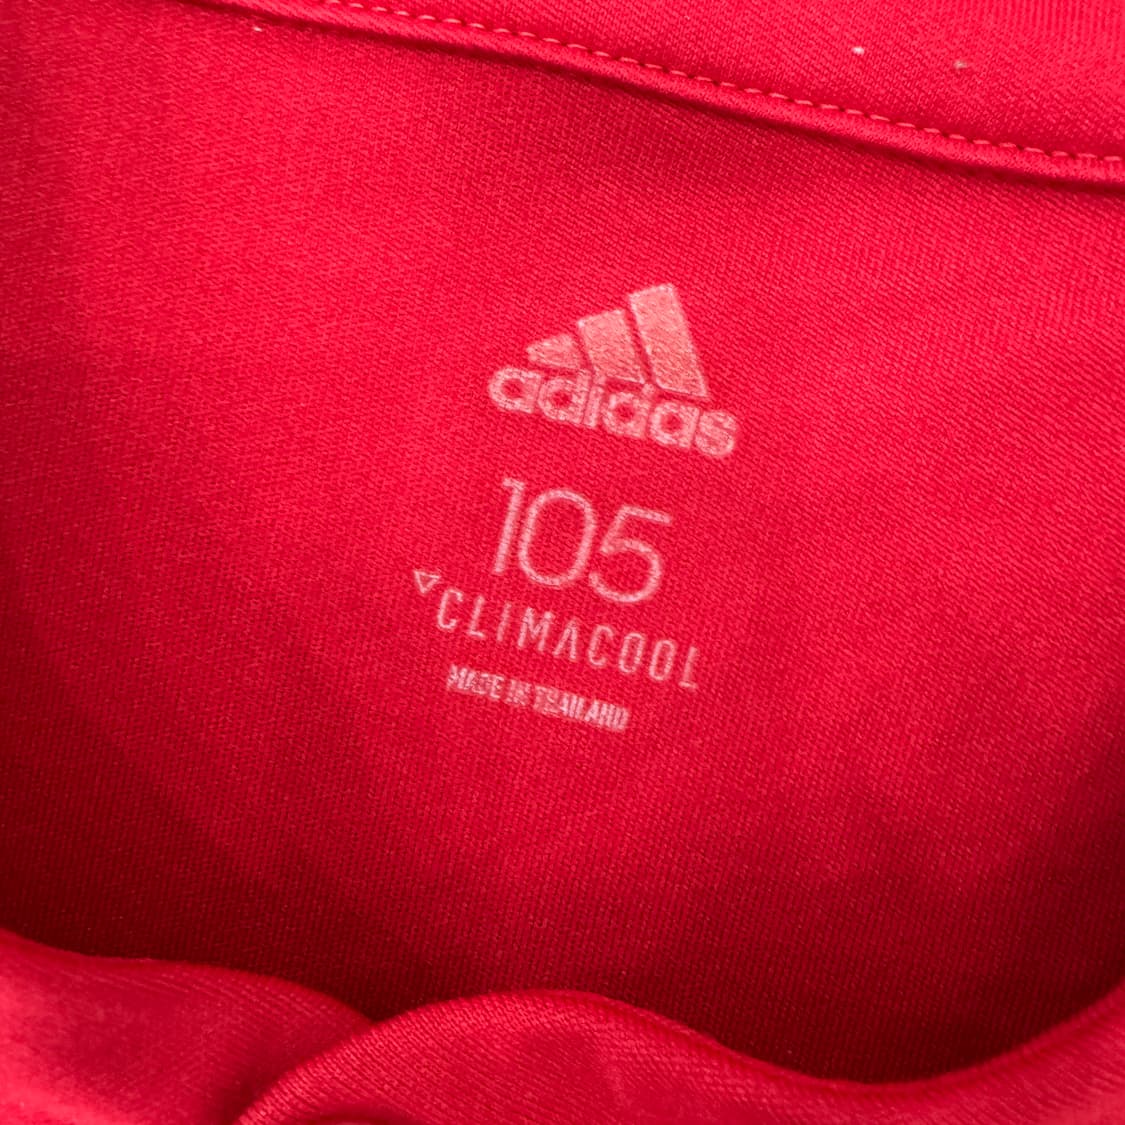 adidas
105
CLIMACOOL
MADE IN THAILAND